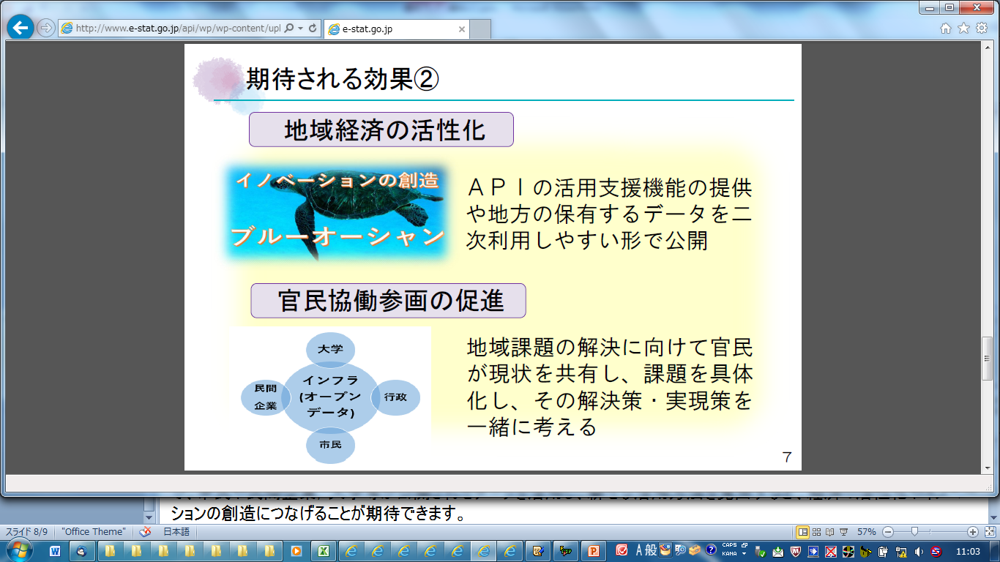 http://www.e-stat.go.jp/api/wp/wp-content/upl
e-stat.go.jp
期待される効果②
地域経済の活性化
イノベーションの創造
ブルーオーシャン
ＡＰＩの活用支援機能の提供
や地方の保有するデータを二
次利用しやすい形で公開
官民協働参画の促進
大学
民間
企業
インフラ
(オープン
データ)
行政
市民
地域課題の解決に向けて官民
が現状を共有し、課題を具体
化し、その解決策・実現策を
一緒に考える
7
ションの創造につなげることが期待できます。
スライド 8/9
"Office Theme"
日本語
57%
A 般
CAPS
KANA
11:03